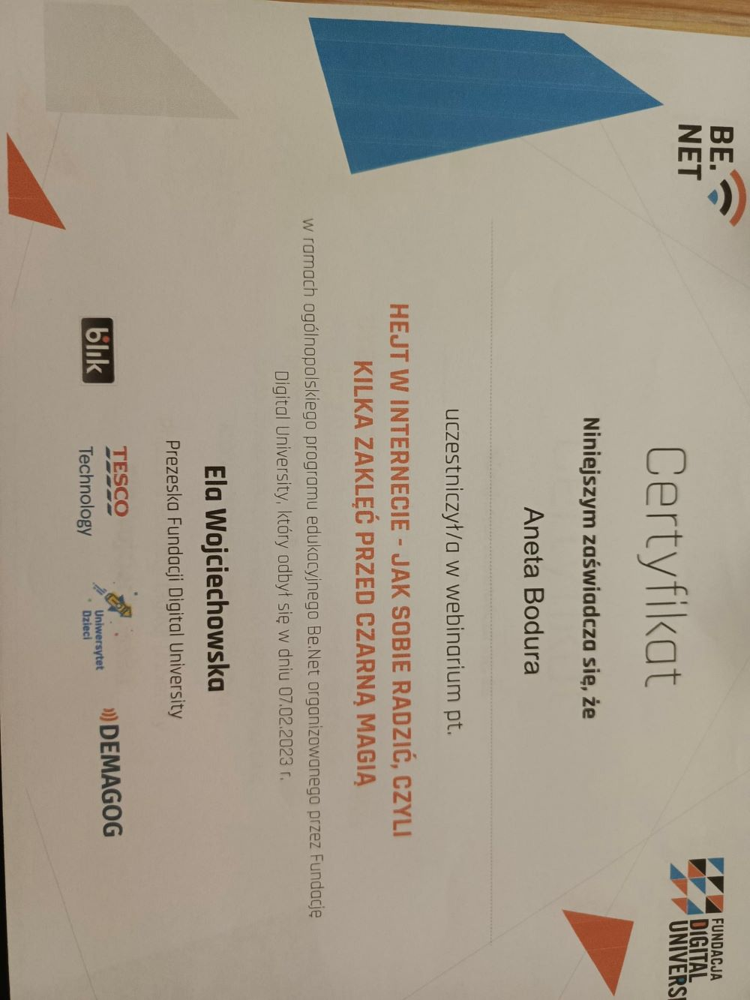 BE.
NET
FUNDACJA
DIGITAL
UNIVERS
Certyfikat
Niniejszym zaświadcza się, że
Aneta Bodura
uczestniczył/a w webinarium pt.
HEJT W INTERNECIE - JAK SOBIE RADZIĆ, CZYLI
KILKA ZAKLĘĆ PRZED CZARNĄ MAGIĄ
w ramach ogólnopolskiego programu edukacyjnego Be.Net organizowanego przez Fundację
Digital University, który odbył się w dniu 07.02.2023 r.
Ela Wojciechowska
Prezeska Fundacji Digital University
blik
TESCO
Technology
Uniwersytet
Dzieci
DEMAGOG